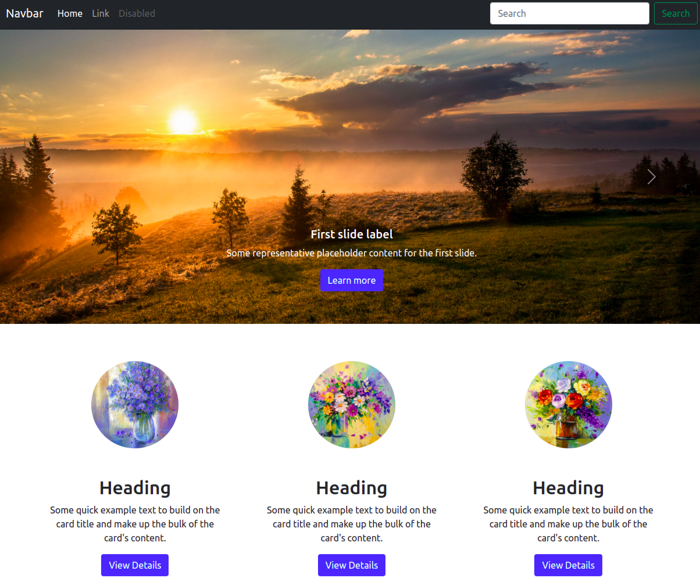 Navbar Home Link Disabled Search Search
First slide label
Some representative placeholder content for the first slide.
Learn more
Heading
Some quick example text to build on the
card title and make up the bulk of the
card's content.
View Details
Heading
Some quick example text to build on the
card title and make up the bulk of the
card's content.
View Details
Heading
Some quick example text to build on the
card title and make up the bulk of the
card's content.
View Details